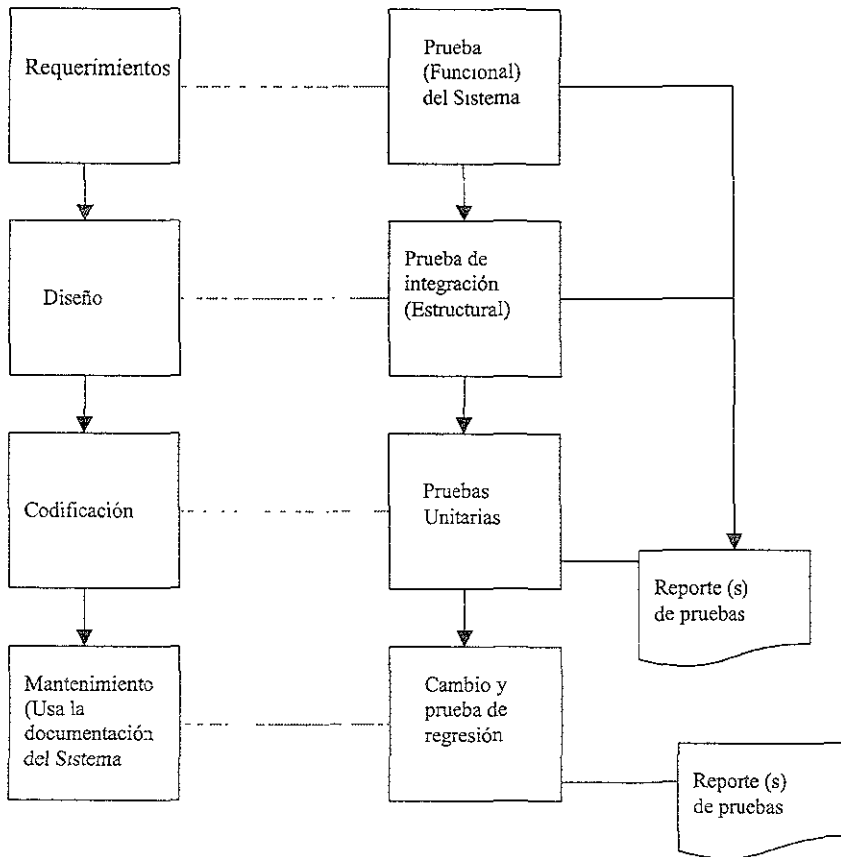 Requerimientos
Prueba
(Funcional)
del Sistema
Diseño
Prueba de
integración
(Estructural)
Codificación
Pruebas
Unitarias
Reporte (s)
de pruebas
Mantenimiento
(Usa la
documentación
del Sistema
Cambio y
prueba de
regresión
Reporte (s)
de pruebas